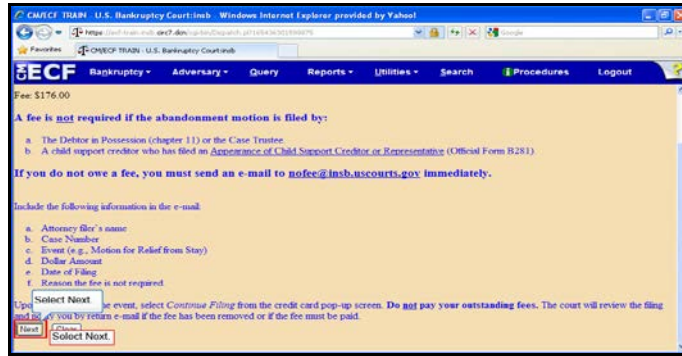 CM/ECF TRAIN - U.S. Bankruptcy Court:insb - Windows Internet Explorer provided by Yahoo!
Google
Favorites CM/ECF TRAIN - U.S. Bankruptcy Court:insb
ECF Bankruptcy Adversary Query Reports Utilities Search Procedures Logout
Fee: $176.00
A fee is not required if the abandonment motion is filed by:
a. The Debtor in Possession (chapter 11) or the Case Trustee
b. A child support creditor who has filed an Appearance of Child Support Creditor or Representative (Official Form B281)
If you do not owe a fee, you must send an e-mail to nofee@insb.uscourts.gov immediately.
Include the following information in the e-mail:
a. Attorney filer's name
b. Case Number
c. Event (e.g., Motion for Relief from Stay)
d. Dollar Amount
e. Date of Filing
f. Reason the fee is not required
Upo e event, select Continue Filing from the credit card pop-up screen. Do not pay your outstanding fees. The court will review the filing
and you by return e-mail if the fee has been removed or if the fee must be paid.
Select Next.
Next Clear
Select Next.